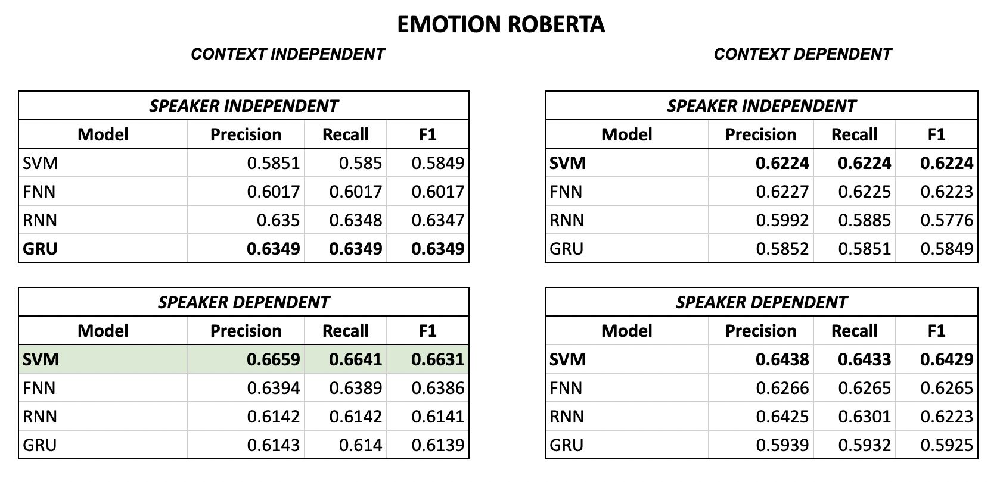 EMOTION ROBERTA
CONTEXT INDEPENDENT
SPEAKER INDEPENDENT
Model Precision Recall F1
SVM 0.5851 0.585 0.5849
FNN 0.6017 0.6017 0.6017
RNN 0.635 0.6348 0.6347
GRU 0.6349 0.6349 0.6349
SPEAKER DEPENDENT
Model Precision Recall F1
SVM 0.6659 0.6641 0.6631
FNN 0.6394 0.6389 0.6386
RNN 0.6142 0.6142 0.6141
GRU 0.6143 0.614 0.6139
CONTEXT DEPENDENT
SPEAKER INDEPENDENT
Model Precision Recall F1
SVM 0.6224 0.6224 0.6224
FNN 0.6227 0.6225 0.6223
RNN 0.5992 0.5885 0.5776
GRU 0.5852 0.5851 0.5849
SPEAKER DEPENDENT
Model Precision Recall F1
SVM 0.6438 0.6433 0.6429
FNN 0.6266 0.6265 0.6265
RNN 0.6425 0.6301 0.6223
GRU 0.5939 0.5932 0.5925